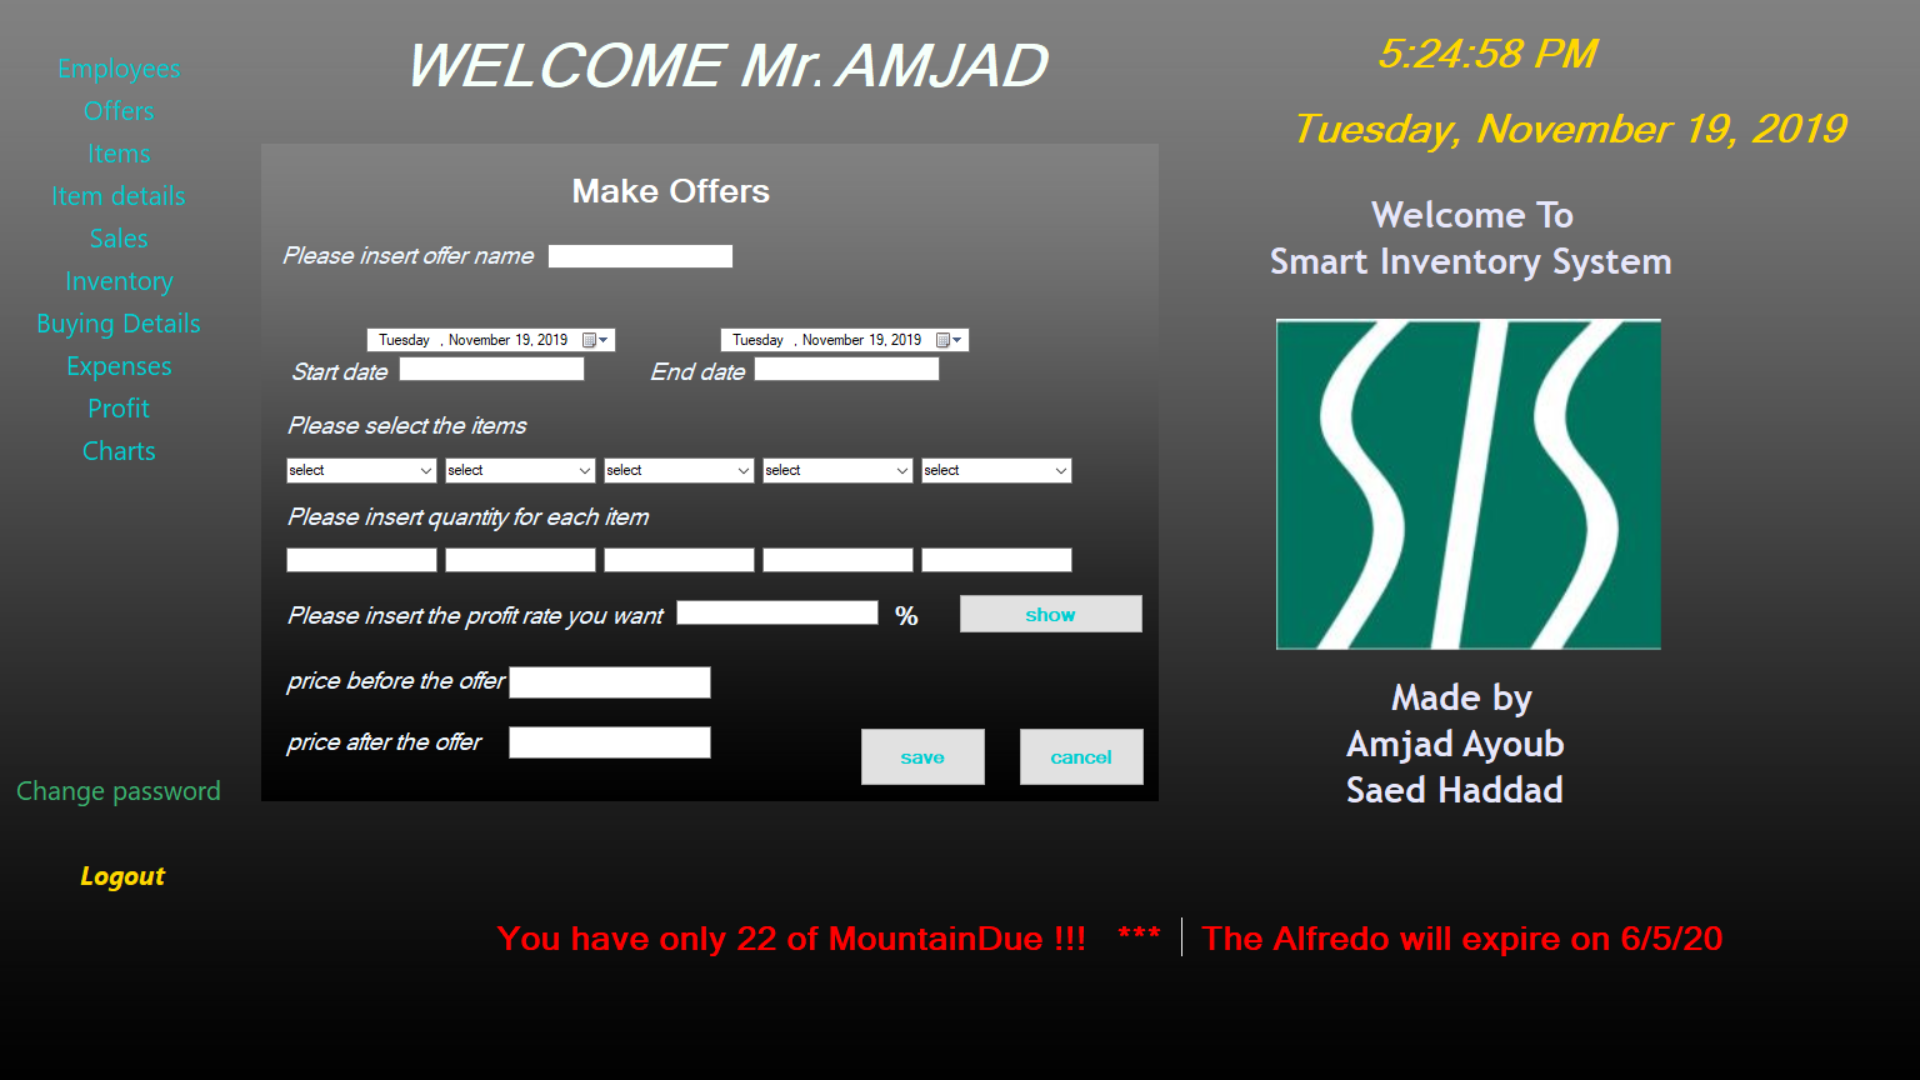 WELCOME Mr. AMJAD
5:24:58 PM
Tuesday, November 19, 2019
Employees
Offers
Items
Item details
Sales
Inventory
Buying Details
Expenses
Profit
Charts
Change password
Logout
Make Offers
Please insert offer name
Tuesday , November 19, 2019
Tuesday , November 19, 2019
Start date
End date
Please select the items
select select select select select
Please insert quantity for each item
Please insert the profit rate you want % show
price before the offer
price after the offer
save cancel
Welcome To
Smart Inventory System
SIS
Made by
Amjad Ayoub
Saed Haddad
You have only 22 of MountainDue !!! *** The Alfredo will expire on 6/5/20